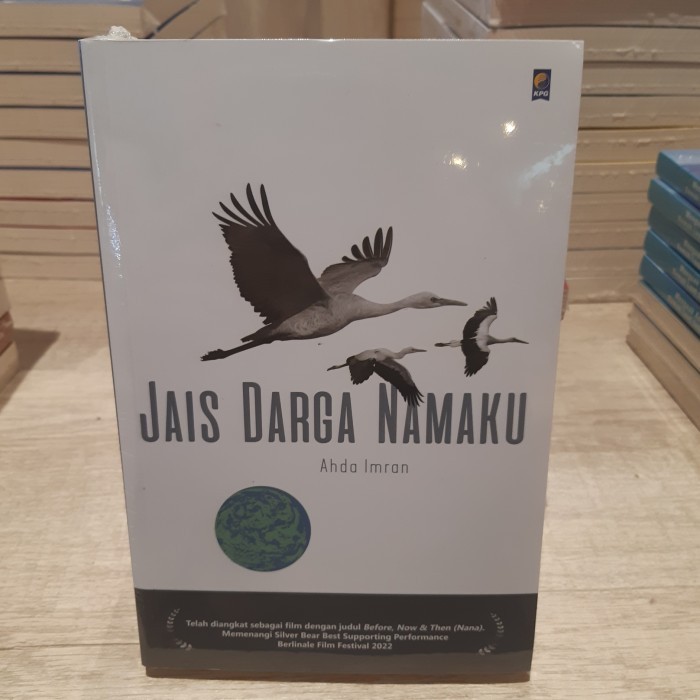 KPG
JAIS DARGA NAMAKU
Ahda Imran
Telah diangkat sebagai film dengan judul Before, Now & Then (Nana).
Memenangi Silver Bear Best Supporting Performance
Berlinale Film Festival 2022